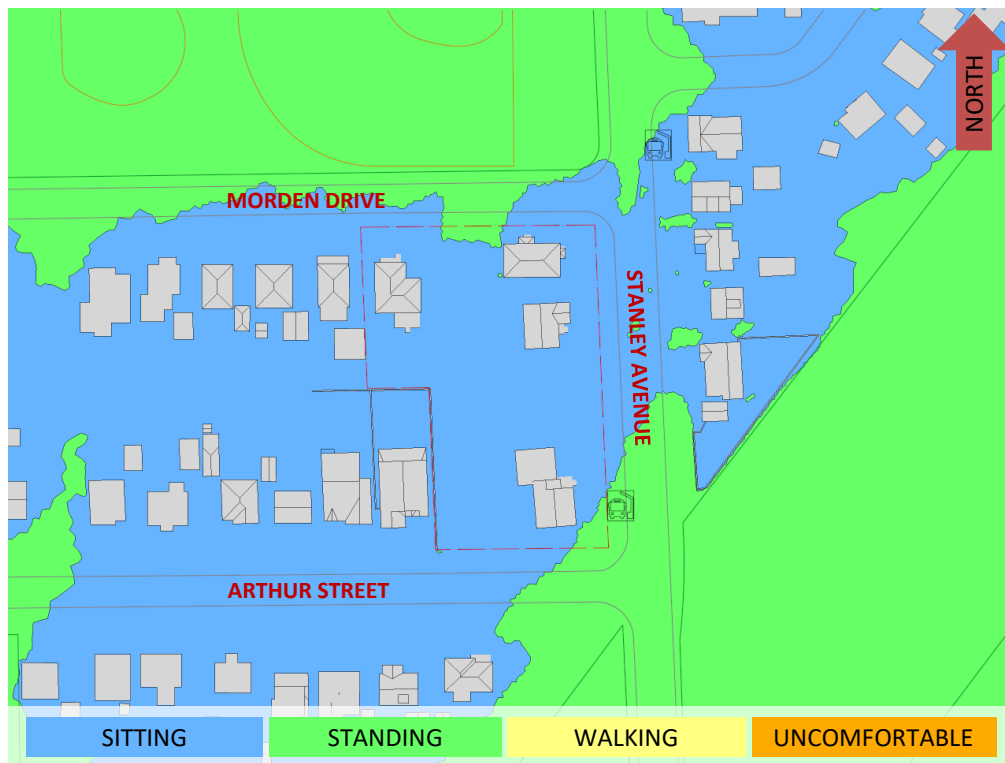 NORTH
MORDEN DRIVE
STANLEY AVENUE
ARTHUR STREET
SITTING
STANDING
WALKING
UNCOMFORTABLE